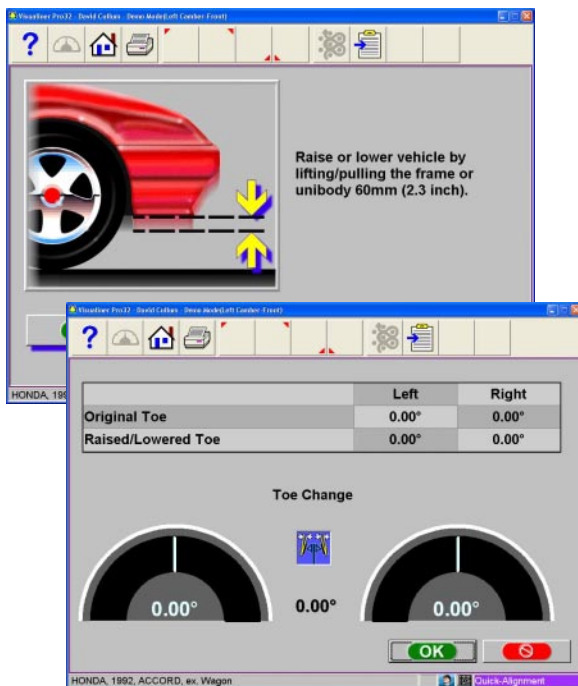 Visualiner Pro32 - David Collum - Demo Mode(Left Camber-Front)
?
Raise or lower vehicle by
lifting/pulling the frame or
unibody 60mm (2.3 inch).
HONDA, 199
Visualiner Pro32 - David Collum - Demo Mode(Left Camber-Front)
?
Left Right
Original Toe 0.00° 0.00°
Raised/Lowered Toe 0.00° 0.00°
Toe Change
0.00° 0.00° 0.00°
OK
HONDA, 1992, ACCORD, ex, Wagon Quick-Alignment